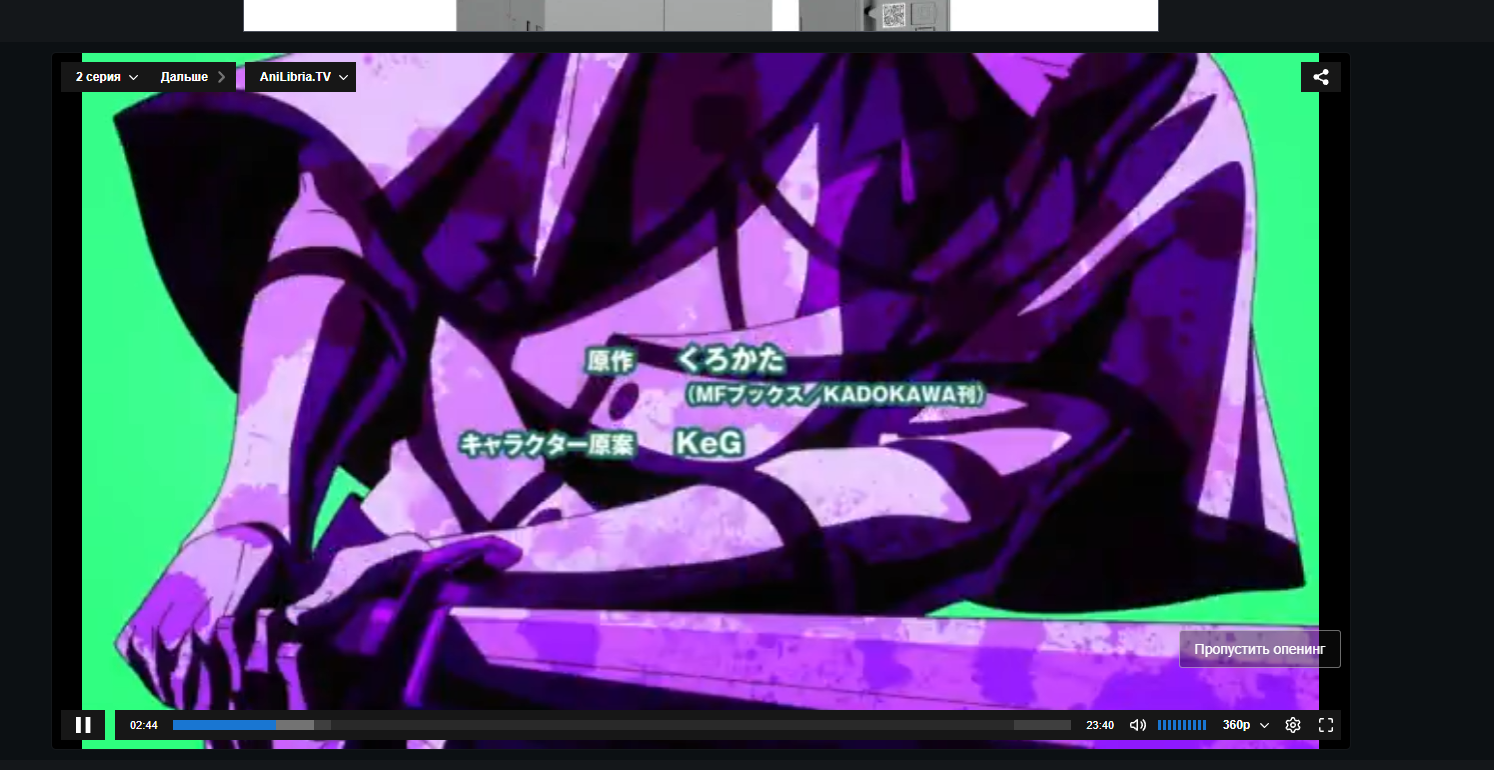 2 серия Дальше AniLibria.TV
原作 くろかた
(MFブックス／KADOKAWA刊)
キャラクター原案 KeG
Пропустить опенинг
02:44 23:40 360p